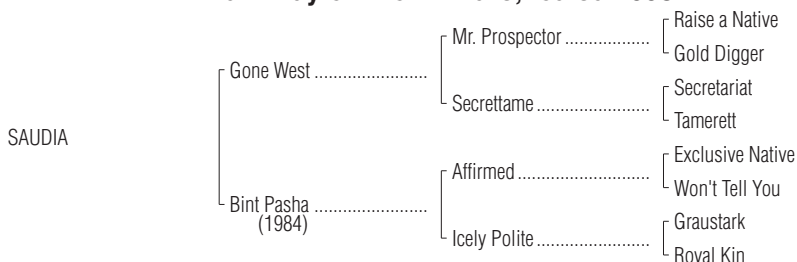 Raise a Native
Mr. Prospector ..................
Gold Digger
Gone West ........................
Secretariat
Secrettame ........................
Tamerett
SAUDIA
Exclusive Native
Affirmed ............................
Won't Tell You
Bint Pasha ........................
(1984)
Graustark
Icely Polite ........................
Royal Kin